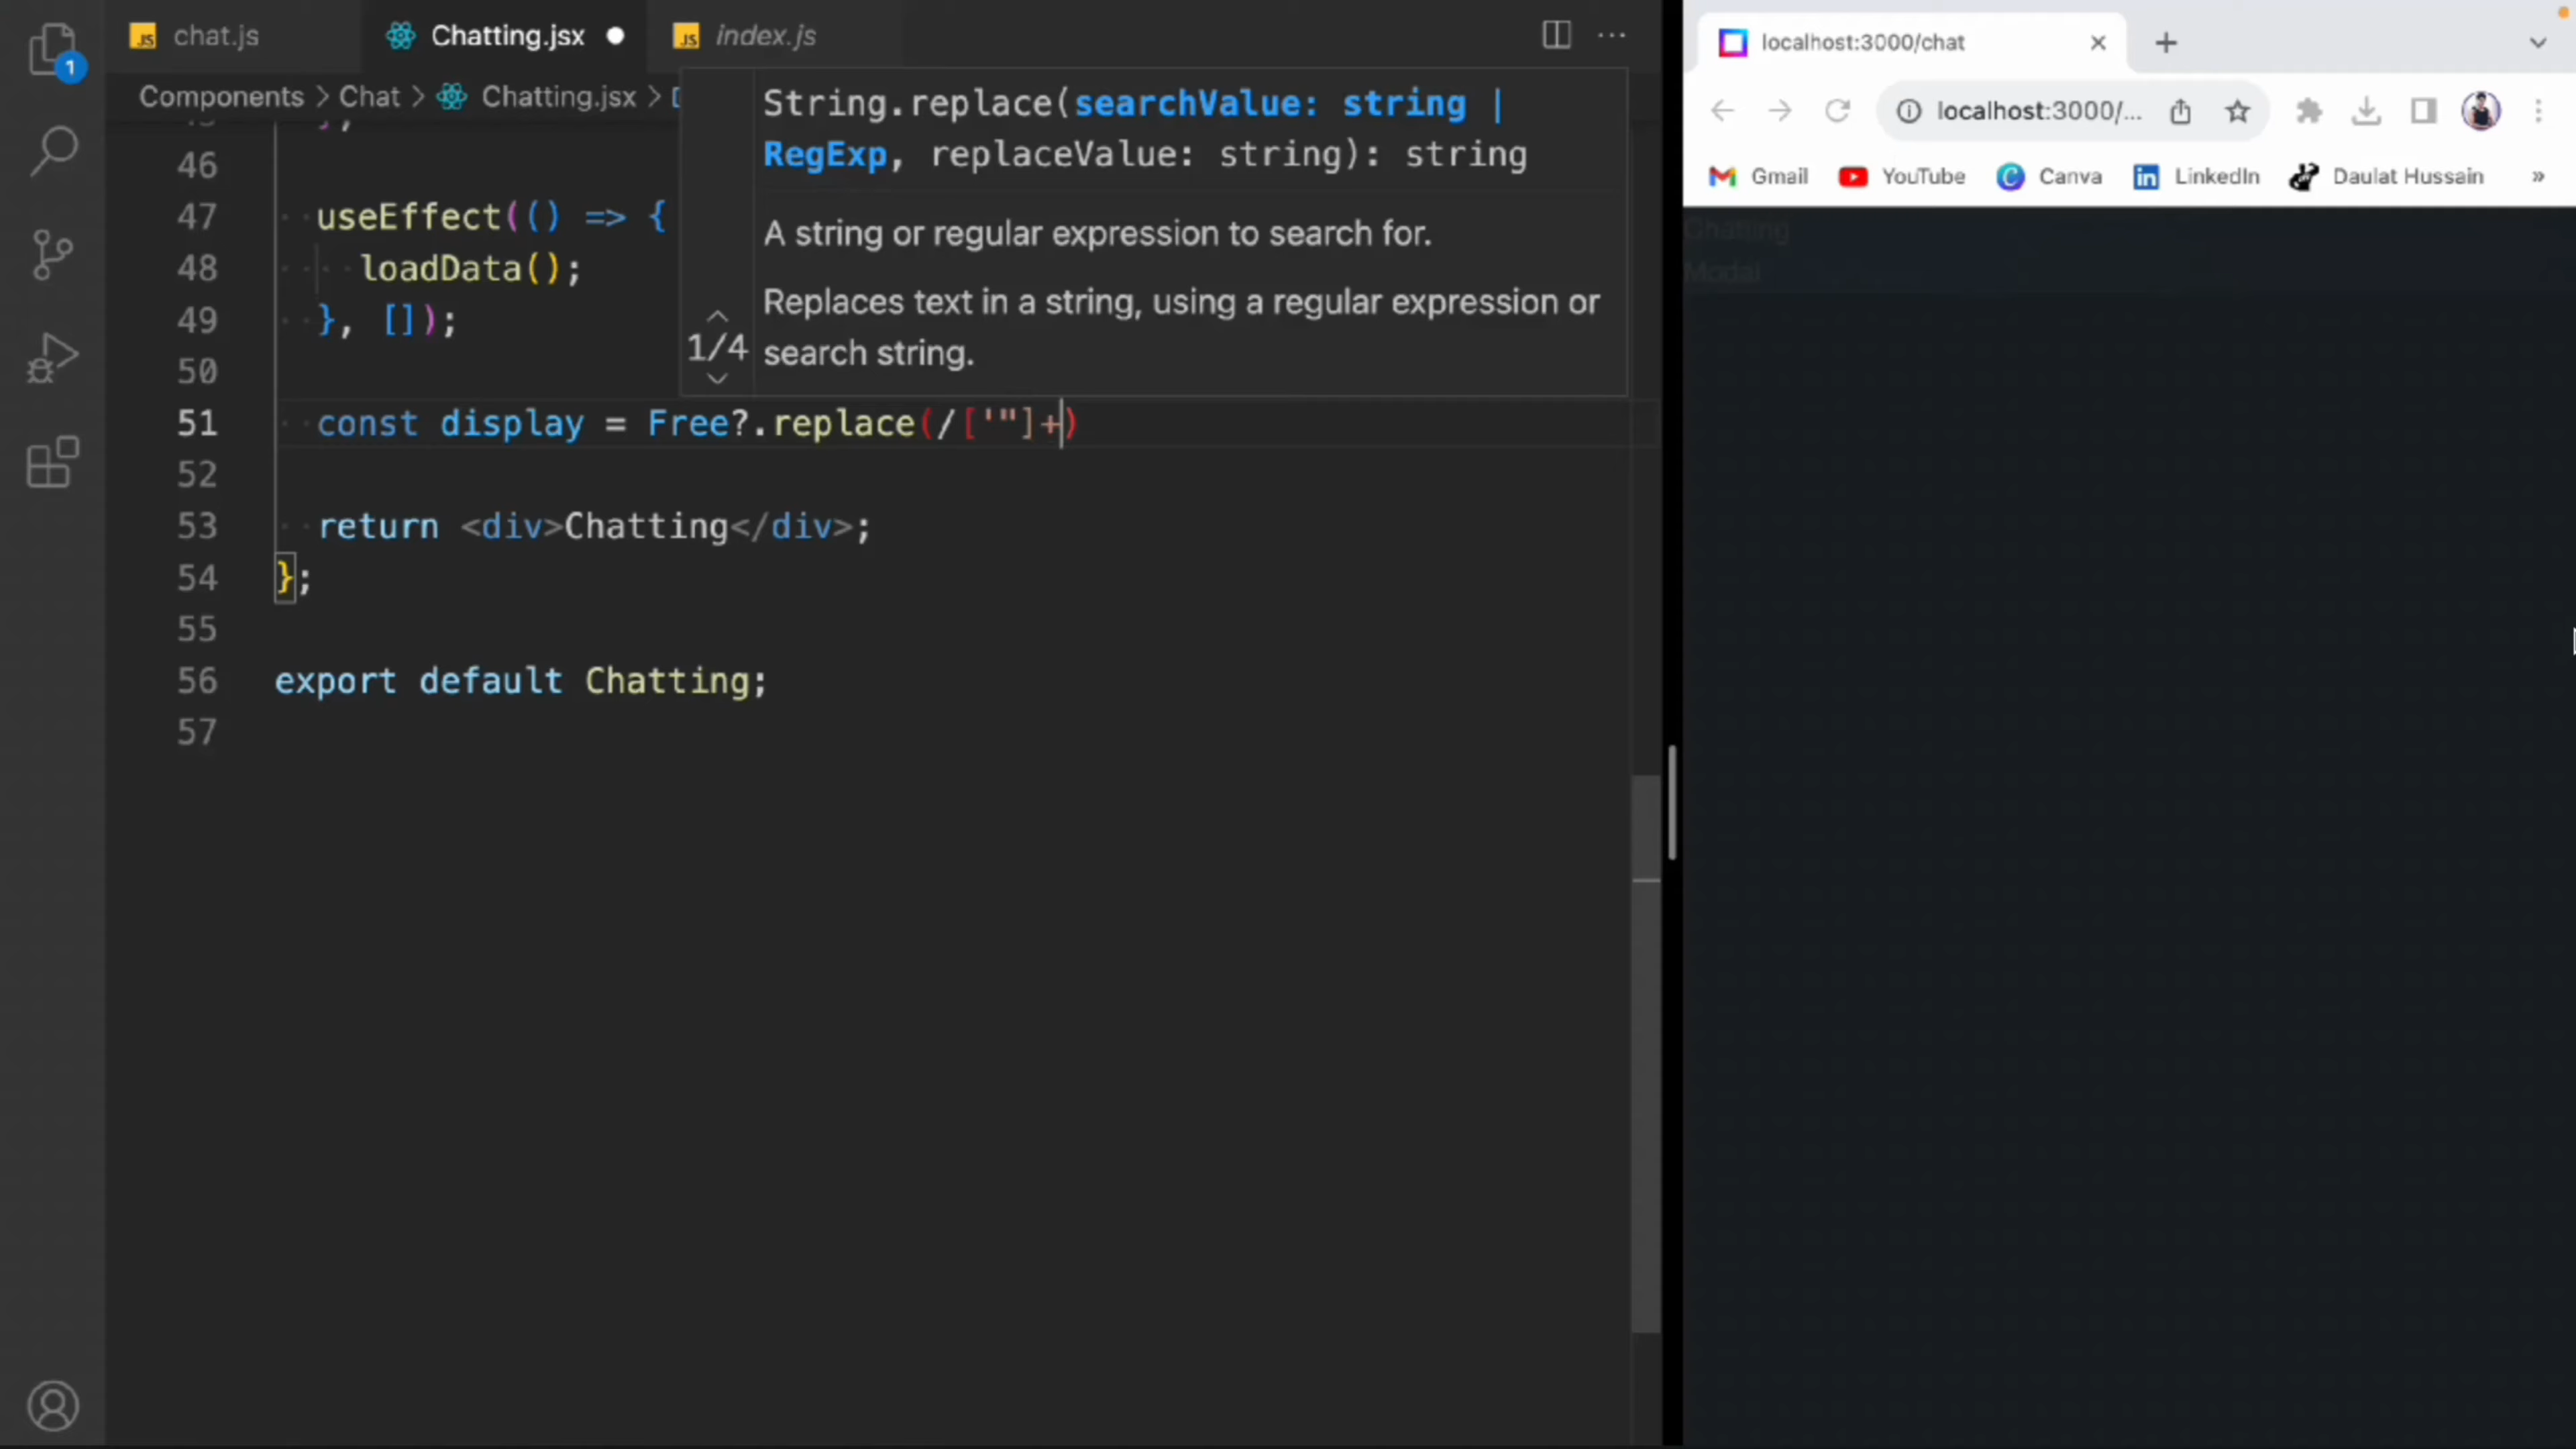 chat.js
Chatting.jsx
index.js
1
Components > Chat > Chatting.jsx >
String.replace(searchValue: string |
RegExp, replaceValue: string): string
A string or regular expression to search for.
Replaces text in a string, using a regular expression or
search string.
1/4
46
47 useEffect(() => {
48 loadData();
49 }, []);
50
51 const display = Free?.replace(/['"]+)
52
53 return <div>Chatting</div>;
54 };
55
56 export default Chatting;
57
localhost:3000/chat
localhost:3000/...
Gmail YouTube Canva LinkedIn Daulat Hussain »
Chatting
Modal